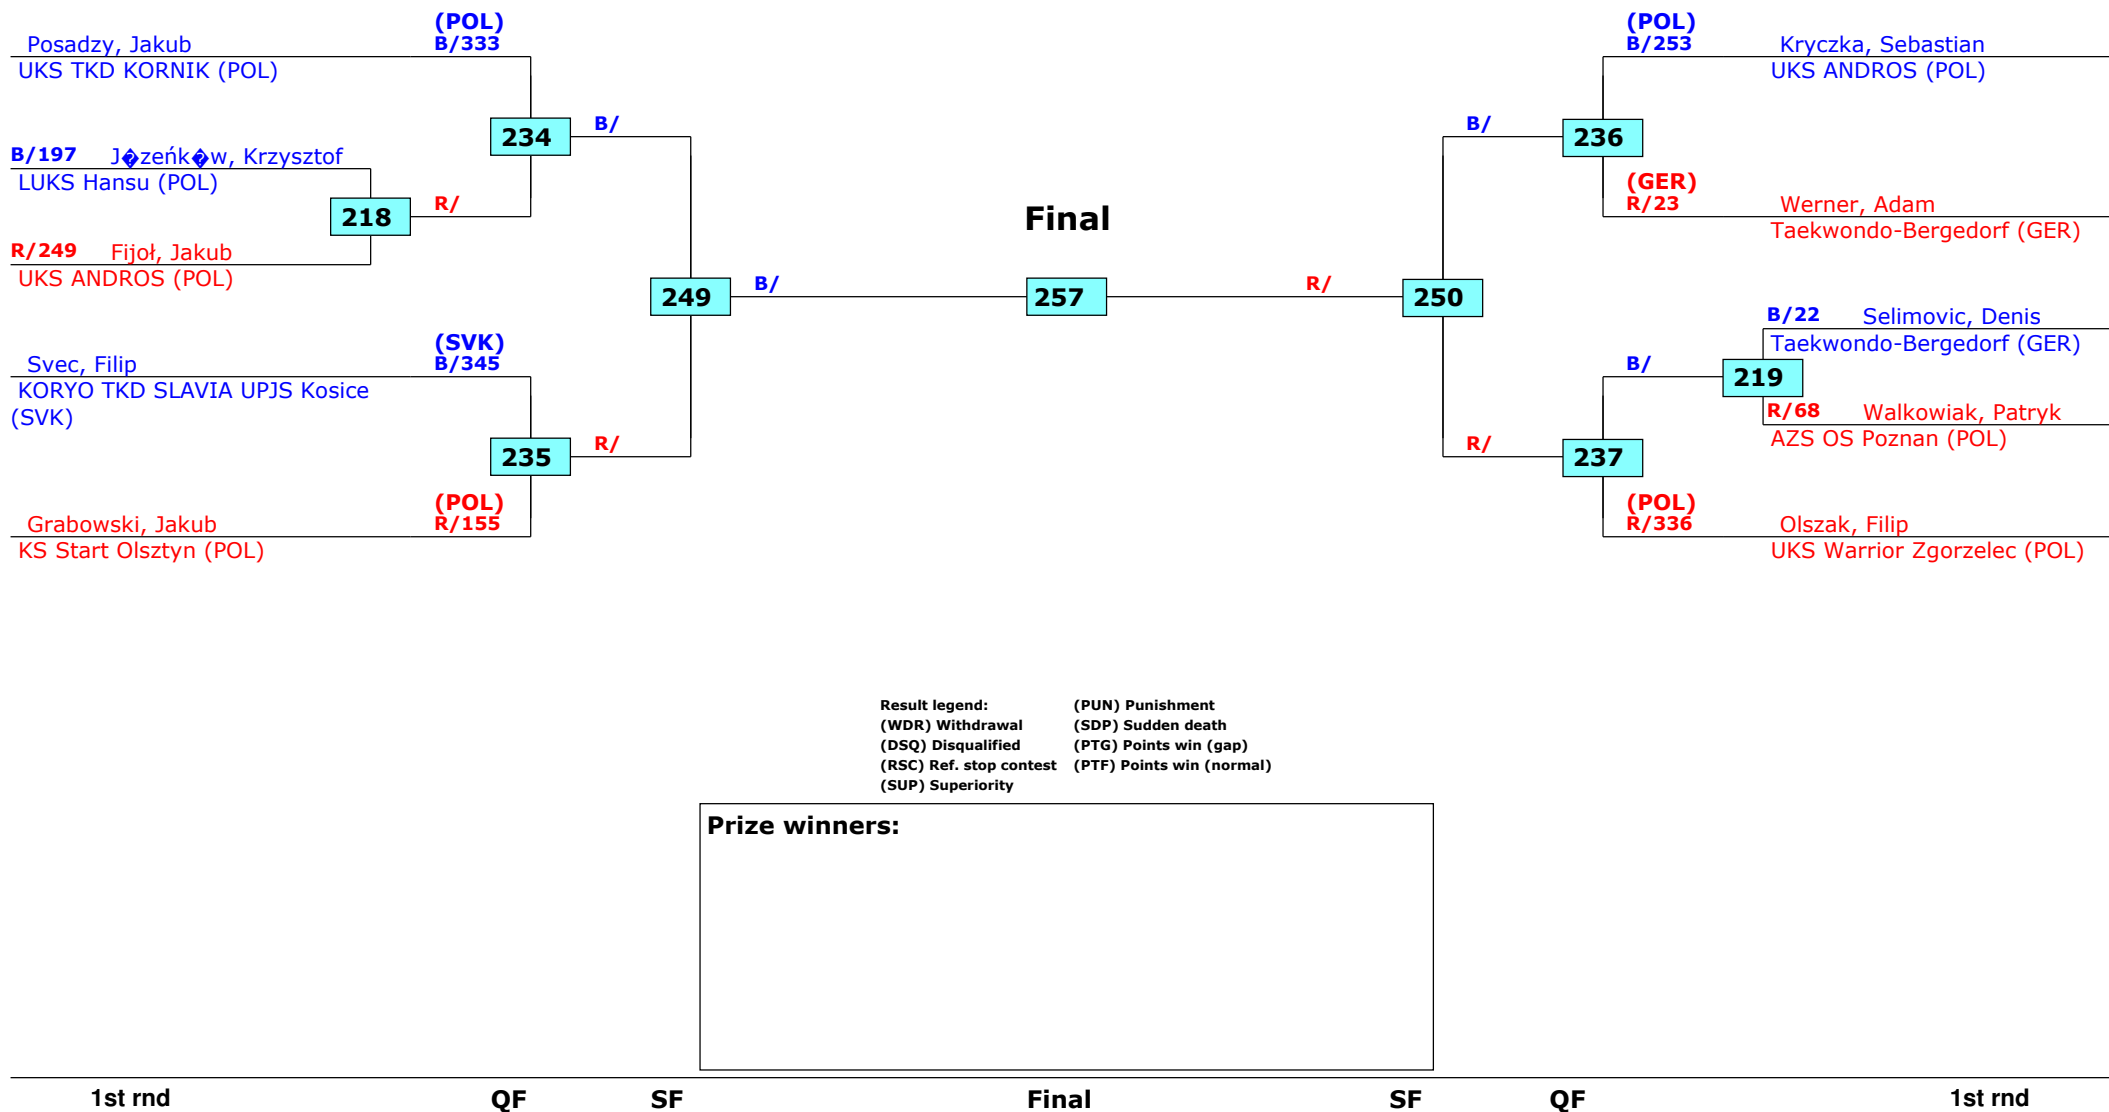 (POL)
Posadzy, Jakub B/333
UKS TKD KORNIK (POL)
234
B/
B/197 J�zeńk�w, Krzysztof
LUKS Hansu (POL)
218
R/
R/249 Fijoł, Jakub
UKS ANDROS (POL)
249
B/
(SVK)
Svec, Filip B/345
KORYO TKD SLAVIA UPJS Kosice
(SVK)
235
R/
(POL)
Grabowski, Jakub R/155
KS Start Olsztyn (POL)
Final
257
(POL)
B/253 Kryczka, Sebastian
UKS ANDROS (POL)
B/
236
(GER)
R/23 Werner, Adam
Taekwondo-Bergedorf (GER)
R/
250
B/22 Selimovic, Denis
Taekwondo-Bergedorf (GER)
B/
219
R/68 Walkowiak, Patryk
AZS OS Poznan (POL)
R/
237
(POL)
R/336 Olszak, Filip
UKS Warrior Zgorzelec (POL)
Result legend: (PUN) Punishment
(WDR) Withdrawal (SDP) Sudden death
(DSQ) Disqualified (PTG) Points win (gap)
(RSC) Ref. stop contest (PTF) Points win (normal)
(SUP) Superiority
Prize winners:
1st rnd QF SF Final SF QF 1st rnd